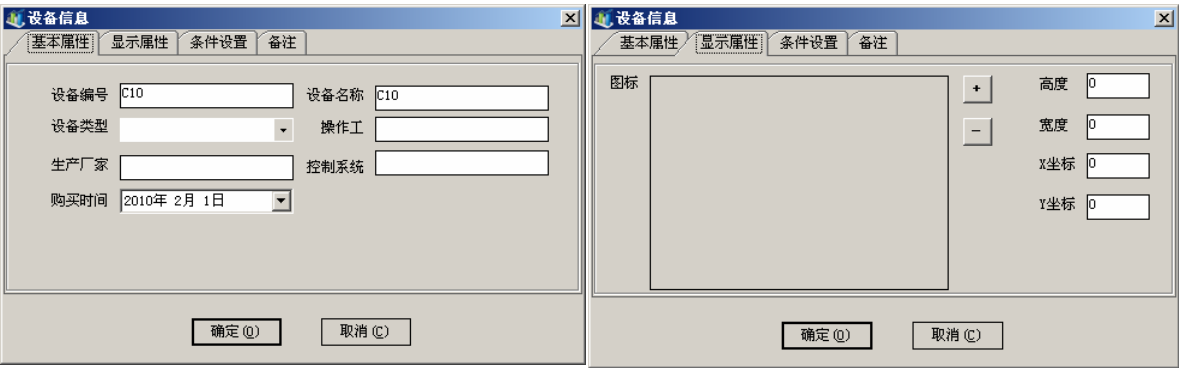 设备信息
基本属性 显示属性 条件设置 备注
设备编号 C10 设备名称 C10
设备类型 操作工
生产厂家 控制系统
购买时间 2010年 2月 1日
确定(O) 取消(C)
设备信息
基本属性 显示属性 条件设置 备注
图标 + 高度 0
- 宽度 0
X坐标 0
Y坐标 0
确定(O) 取消(C)